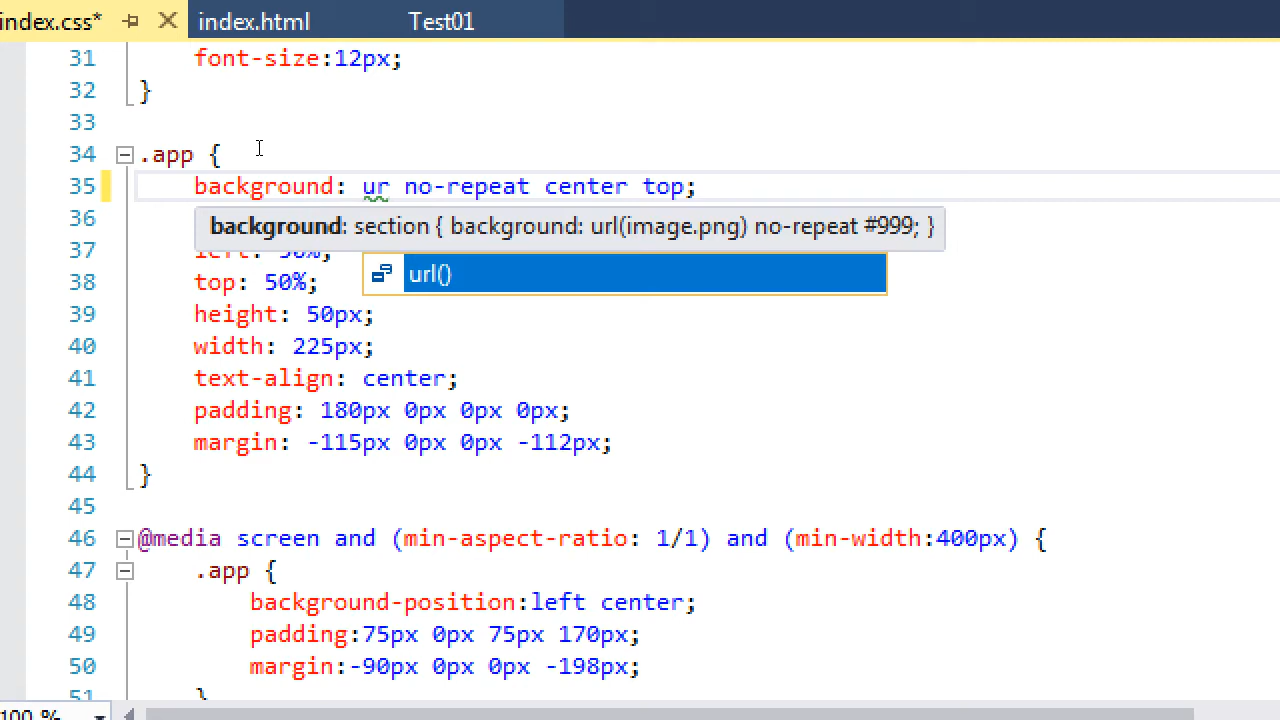 index.css* index.html Test01
31 font-size:12px;
32 }
33
34 .app {
35 background: ur no-repeat center top;
36 background: section { background: url(image.png) no-repeat #999; }
37 left: 50%;
38 top: 50%; url()
39 height: 50px;
40 width: 225px;
41 text-align: center;
42 padding: 180px 0px 0px 0px;
43 margin: -115px 0px 0px -112px;
44 }
45
46 @media screen and (min-aspect-ratio: 1/1) and (min-width:400px) {
47 .app {
48 background-position:left center;
49 padding:75px 0px 75px 170px;
50 margin:-90px 0px 0px -198px;
51 }
100 %